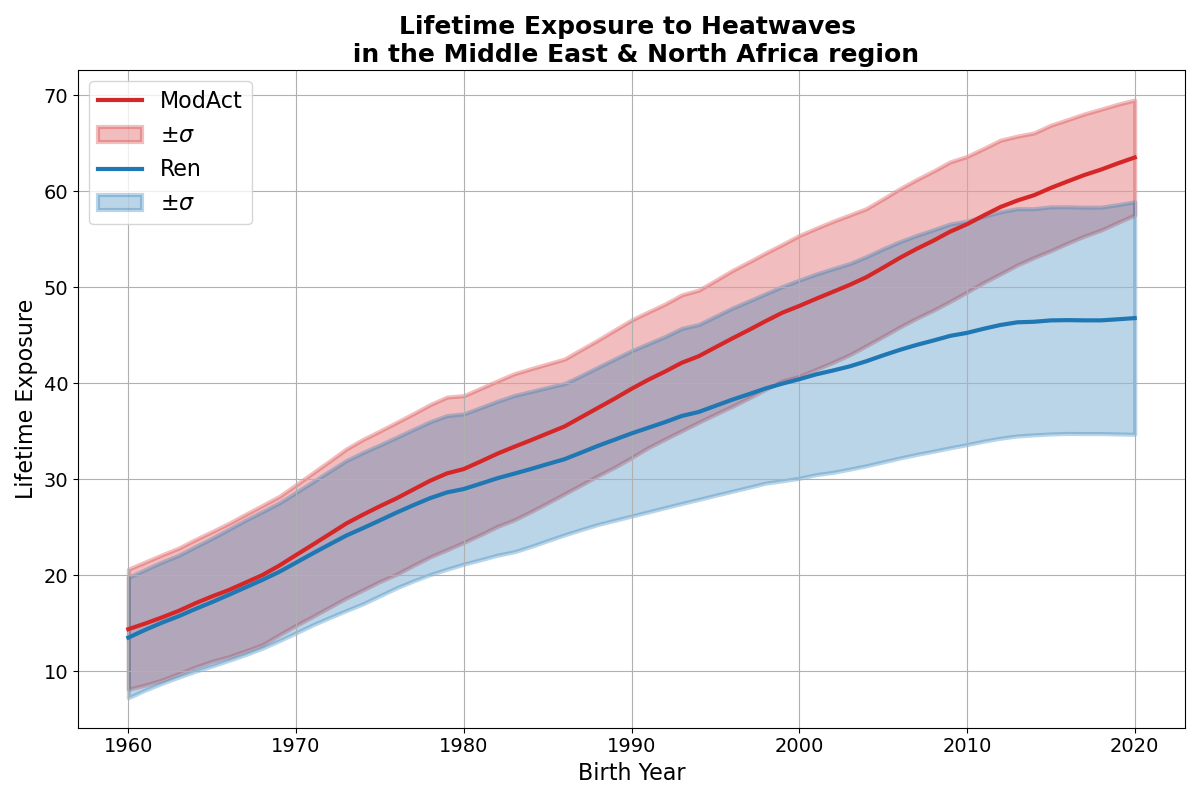 Lifetime Exposure to Heatwaves
in the Middle East & North Africa region
ModAct
±σ
Ren
±σ
Lifetime Exposure
70
60
50
40
30
20
10
1960 1970 1980 1990 2000 2010 2020
Birth Year